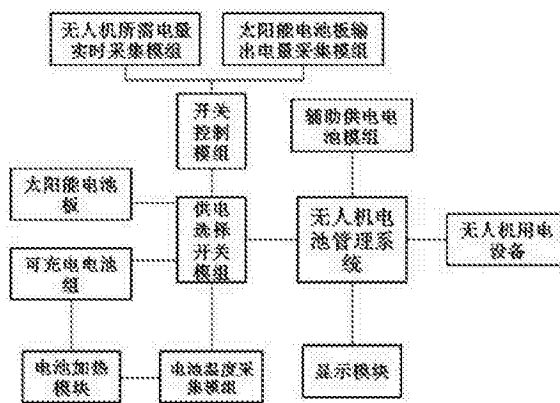 无人机所需电量
实时采集模组
太阳能电池板输
出电量采集模组
开关
控制
模组
辅助供电电
池模组
太阳能电池
板
供电
选择
开关
模组
无人机电
池管理系
统
无人机用电
设备
可充电电池
组
电池加热
模块
电池温度采
集模组
显示模块